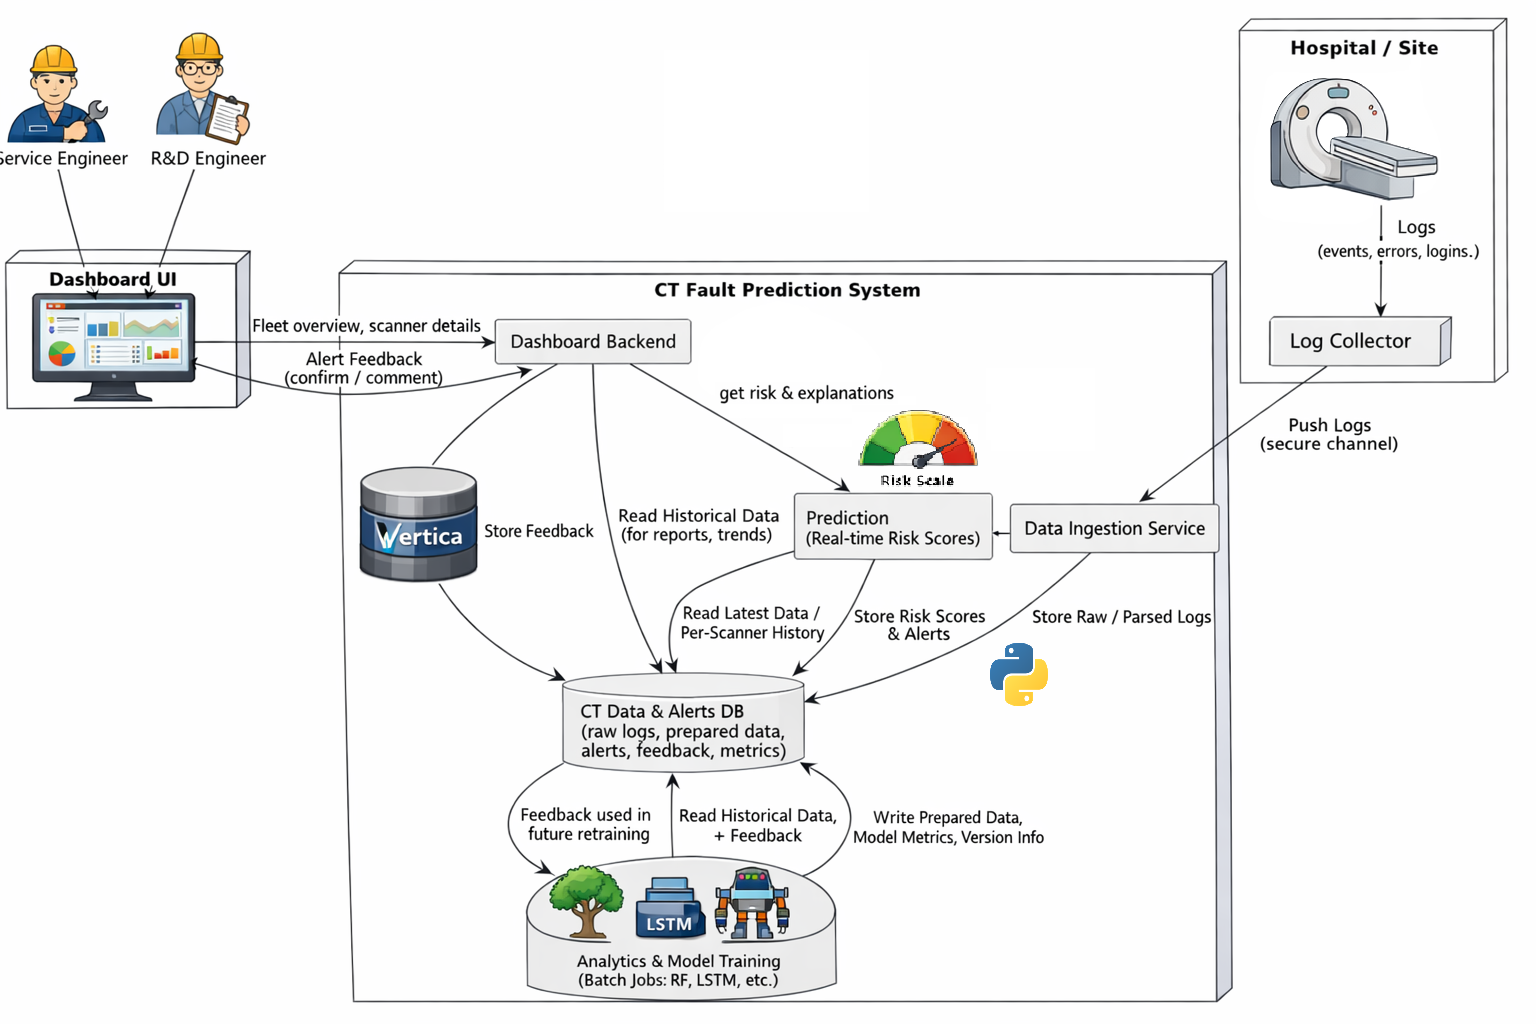 Hospital / Site
Service Engineer
R&D Engineer
Logs
(events, errors, logins.)
Dashboard UI
CT Fault Prediction System
Fleet overview, scanner details
Dashboard Backend
Log Collector
Alert Feedback
(confirm / comment)
get risk & explanations
Push Logs
(secure channel)
Risk Scale
Vertica
Store Feedback
Read Historical Data
(for reports, trends)
Prediction
(Real-time Risk Scores)
Data Ingestion Service
Read Latest Data /
Per-Scanner History
Store Risk Scores
& Alerts
Store Raw / Parsed Logs
CT Data & Alerts DB
(raw logs, prepared data,
alerts, feedback, metrics)
Feedback used in
future retraining
Read Historical Data,
+ Feedback
Write Prepared Data,
Model Metrics, Version Info
LSTM
Analytics & Model Training
(Batch Jobs: RF, LSTM, etc.)